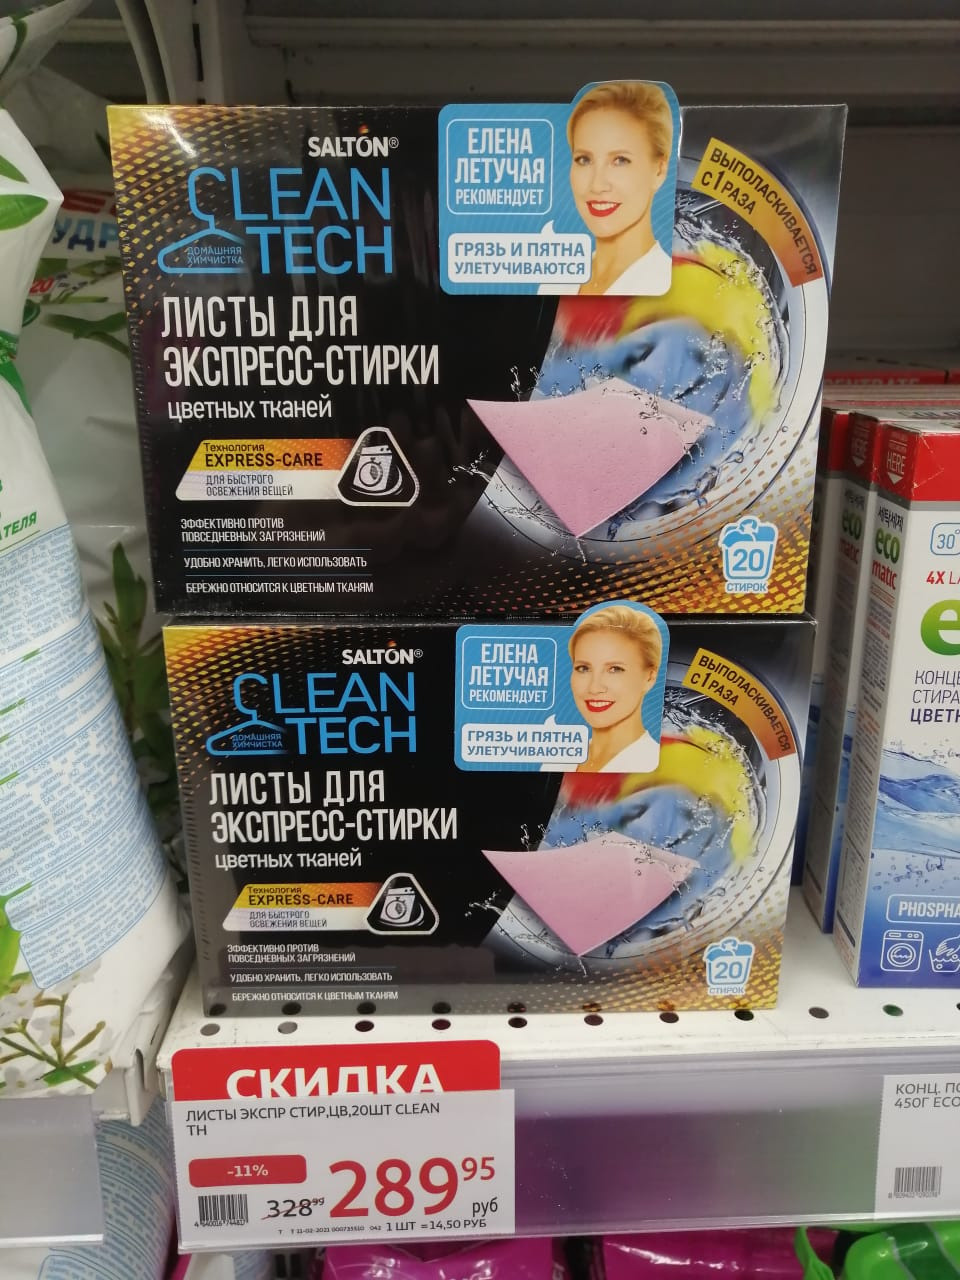 SALTON®
CLEAN
TECH
ДОМАШНЯЯ
ХИМЧИСТКА
ЕЛЕНА
ЛЕТУЧАЯ
РЕКОМЕНДУЕТ
ГРЯЗЬ И ПЯТНА
УЛЕТУЧИВАЮТСЯ
ВЫПОЛАСКИВАЕТСЯ
С 1 РАЗА
ЛИСТЫ ДЛЯ
ЭКСПРЕСС-СТИРКИ
цветных тканей
Технология
EXPRESS-CARE
ДЛЯ БЫСТРОГО
ОСВЕЖЕНИЯ ВЕЩЕЙ
ЭФФЕКТИВНО ПРОТИВ
ПОВСЕДНЕВНЫХ ЗАГРЯЗНЕНИЙ
УДОБНО ХРАНИТЬ, ЛЕГКО ИСПОЛЬЗОВАТЬ
БЕРЕЖНО ОТНОСИТСЯ К ЦВЕТНЫМ ТКАНЯМ
20
СТИРОК
SALTON®
CLEAN
TECH
ДОМАШНЯЯ
ХИМЧИСТКА
ЕЛЕНА
ЛЕТУЧАЯ
РЕКОМЕНДУЕТ
ГРЯЗЬ И ПЯТНА
УЛЕТУЧИВАЮТСЯ
ВЫПОЛАСКИВАЕТСЯ
С 1 РАЗА
ЛИСТЫ ДЛЯ
ЭКСПРЕСС-СТИРКИ
цветных тканей
Технология
EXPRESS-CARE
ДЛЯ БЫСТРОГО
ОСВЕЖЕНИЯ ВЕЩЕЙ
ЭФФЕКТИВНО ПРОТИВ
ПОВСЕДНЕВНЫХ ЗАГРЯЗНЕНИЙ
УДОБНО ХРАНИТЬ, ЛЕГКО ИСПОЛЬЗОВАТЬ
БЕРЕЖНО ОТНОСИТСЯ К ЦВЕТНЫМ ТКАНЯМ
20
СТИРОК
HERE
eco
matic
eco
matic
30°
4X
PHOSPHA
СКИДКА
ЛИСТЫ ЭКСПР СТИР,ЦВ,20ШТ CLEAN
TH
-11%
328 99
289 95
руб
1 ШТ =14,50 РУБ
КОНЦ. ПО
450Г ECO